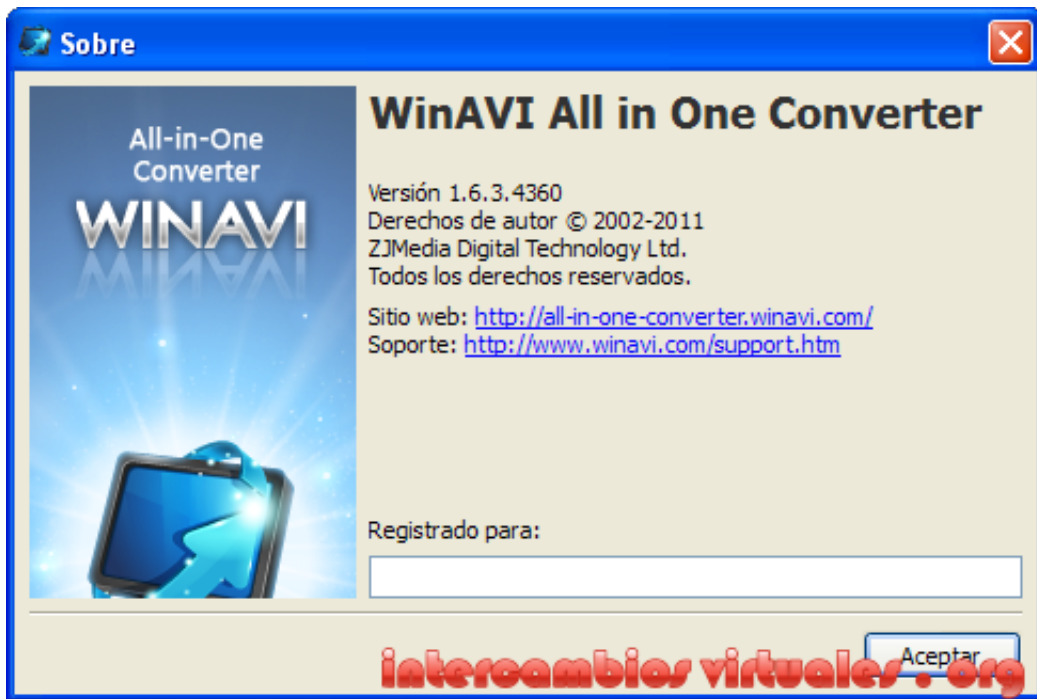 Sobre
WinAVI All in One Converter
All-in-One
Converter
WINAVI
Versión 1.6.3.4360
Derechos de autor © 2002-2011
ZJMedia Digital Technology Ltd.
Todos los derechos reservados.
Sitio web: http://all-in-one-converter.winavi.com/
Soporte: http://www.winavi.com/support.htm
Registrado para:
Aceptar
intercambios virtuales . org